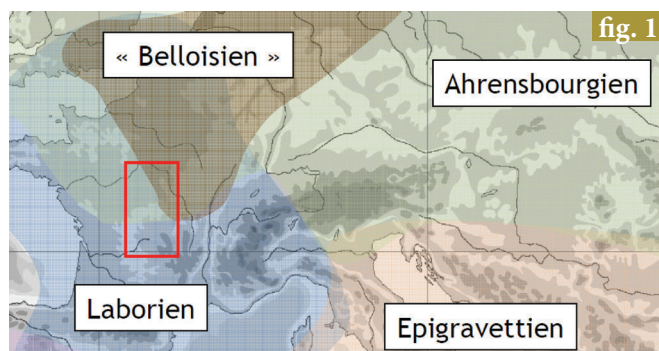 fig. 1
« Belloisien »
Ahrensbourgien
Laborien
Epigravettien